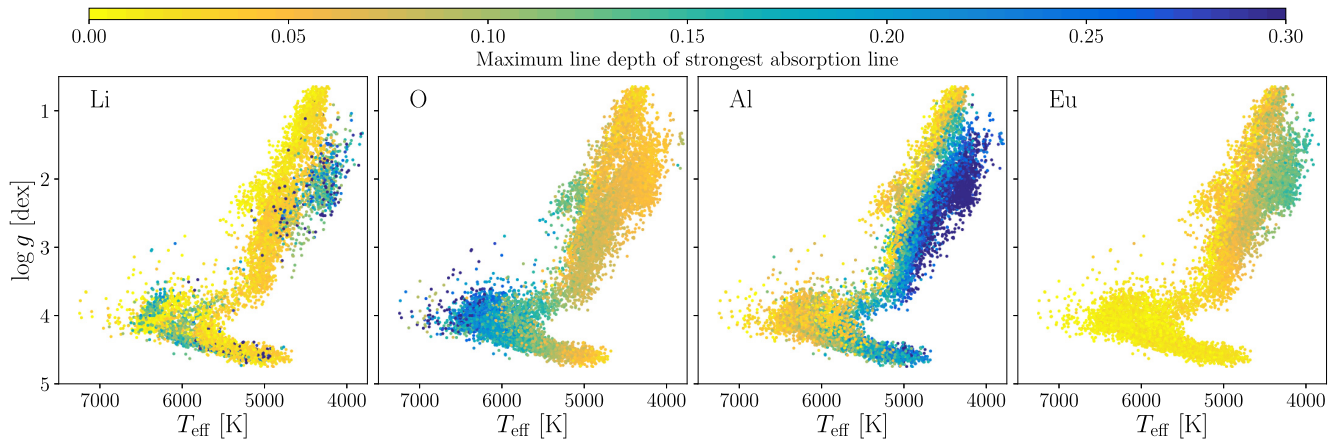 0.00 0.05 0.10 0.15 0.20 0.25 0.30
Maximum line depth of strongest absorption line
Li O Al Eu
1
2
3
4
5
log g [dex]
7000 6000 5000 4000 7000 6000 5000 4000 7000 6000 5000 4000 7000 6000 5000 4000
T_eff [K] T_eff [K] T_eff [K] T_eff [K]